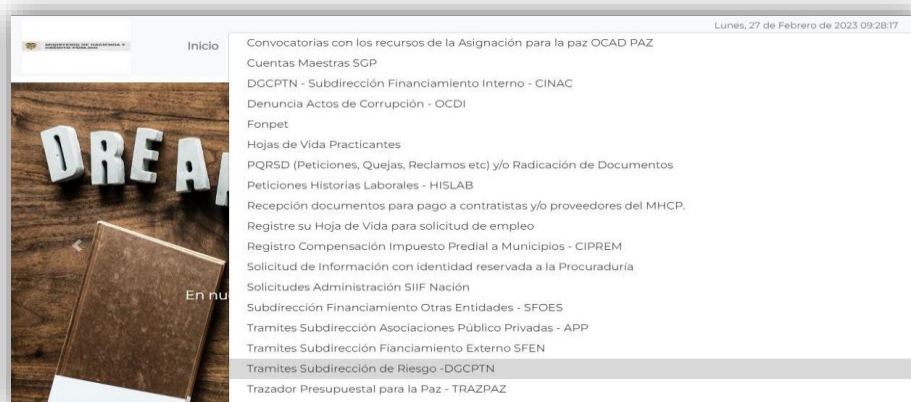 Lunes, 27 de Febrero de 2023 09:28:17
MINISTERIO DE HACIENDA Y
CRÉDITO PÚBLICO
Inicio
Convocatorias con los recursos de la Asignación para la paz OCAD PAZ
Cuentas Maestras SGP
DGCPTN - Subdirección Financiamiento Interno - CINAC
Denuncia Actos de Corrupción - OCDI
Fonpet
Hojas de Vida Practicantes
PQRSD (Peticiones, Quejas, Reclamos etc) y/o Radicación de Documentos
Peticiones Historias Laborales - HISLAB
Recepción documentos para pago a contratistas y/o proveedores del MHCP.
Registre su Hoja de Vida para solicitud de empleo
Registro Compensación Impuesto Predial a Municipios - CIPREM
Solicitud de Información con identidad reservada a la Procuraduría
Solicitudes Administración SIIF Nación
Subdirección Financiamiento Otras Entidades - SFOES
Tramites Subdirección Asociaciones Público Privadas - APP
Tramites Subdirección Fianciamiento Externo SFEN
Tramites Subdirección de Riesgo -DGCPTN
Trazador Presupuestal para la Paz - TRAZPAZ
DREA
En nu